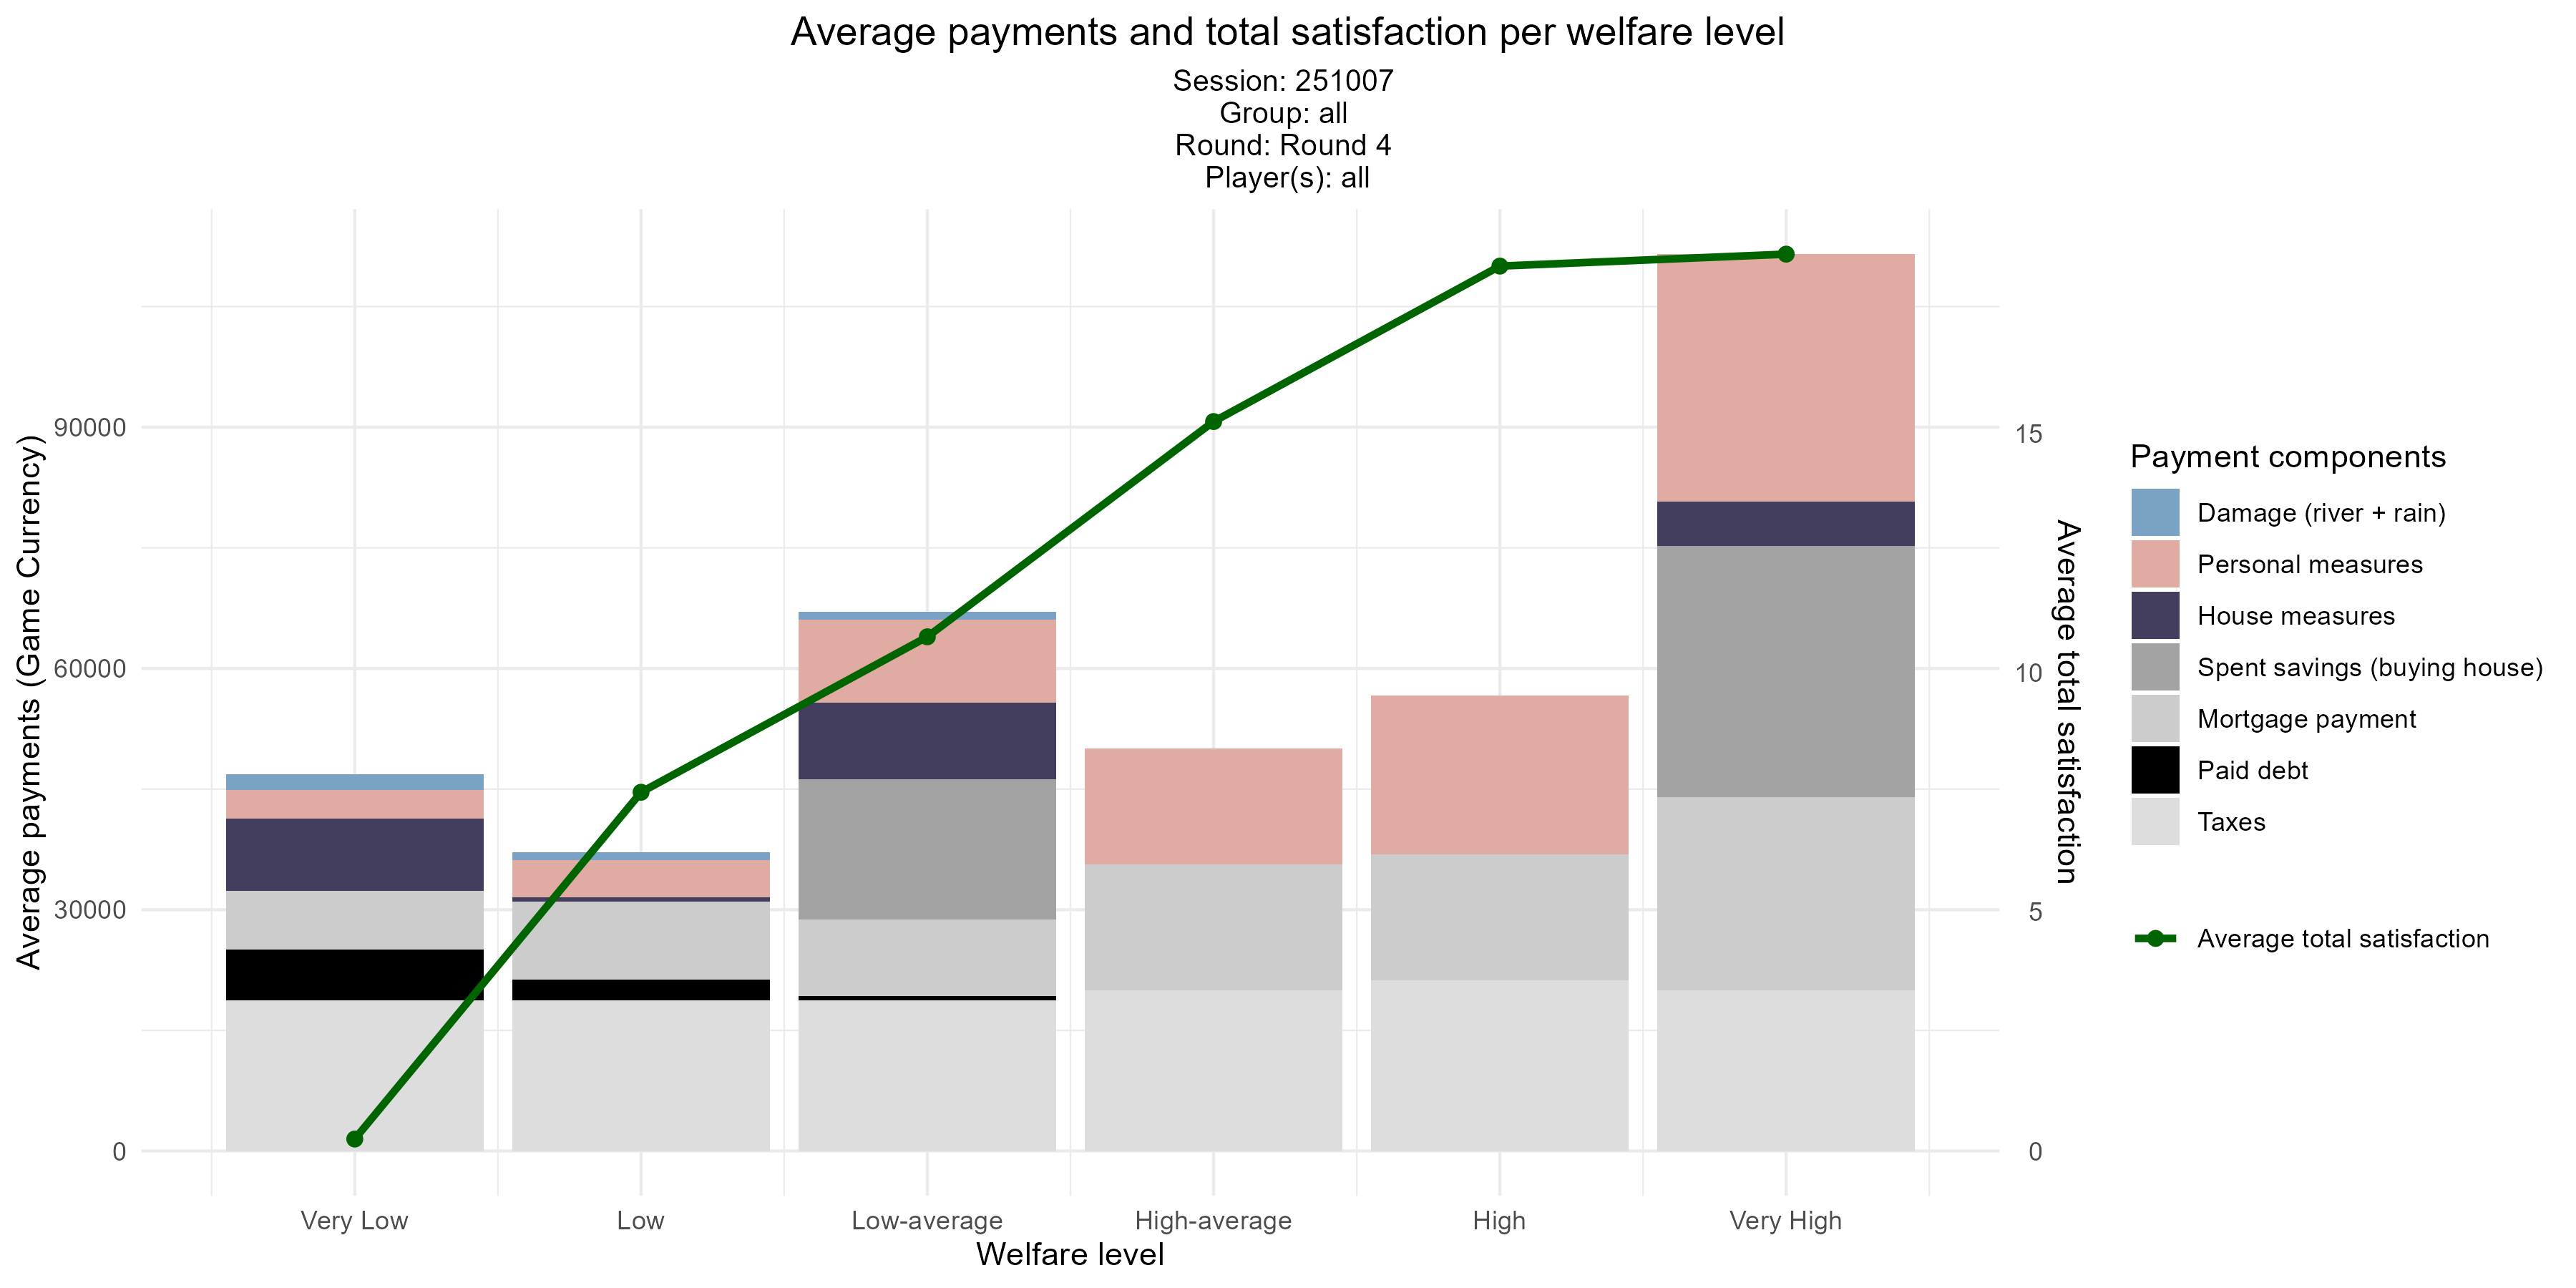 Average payments and total satisfaction per welfare level
Session: 251007
Group: all
Round: Round 4
Player(s): all
Average payments (Game Currency)
90000
60000
30000
0
15
10
5
0
Average total satisfaction
Very Low
Low
Low-average
High-average
High
Very High
Welfare level
Payment components
Damage (river + rain)
Personal measures
House measures
Spent savings (buying house)
Mortgage payment
Paid debt
Taxes
Average total satisfaction